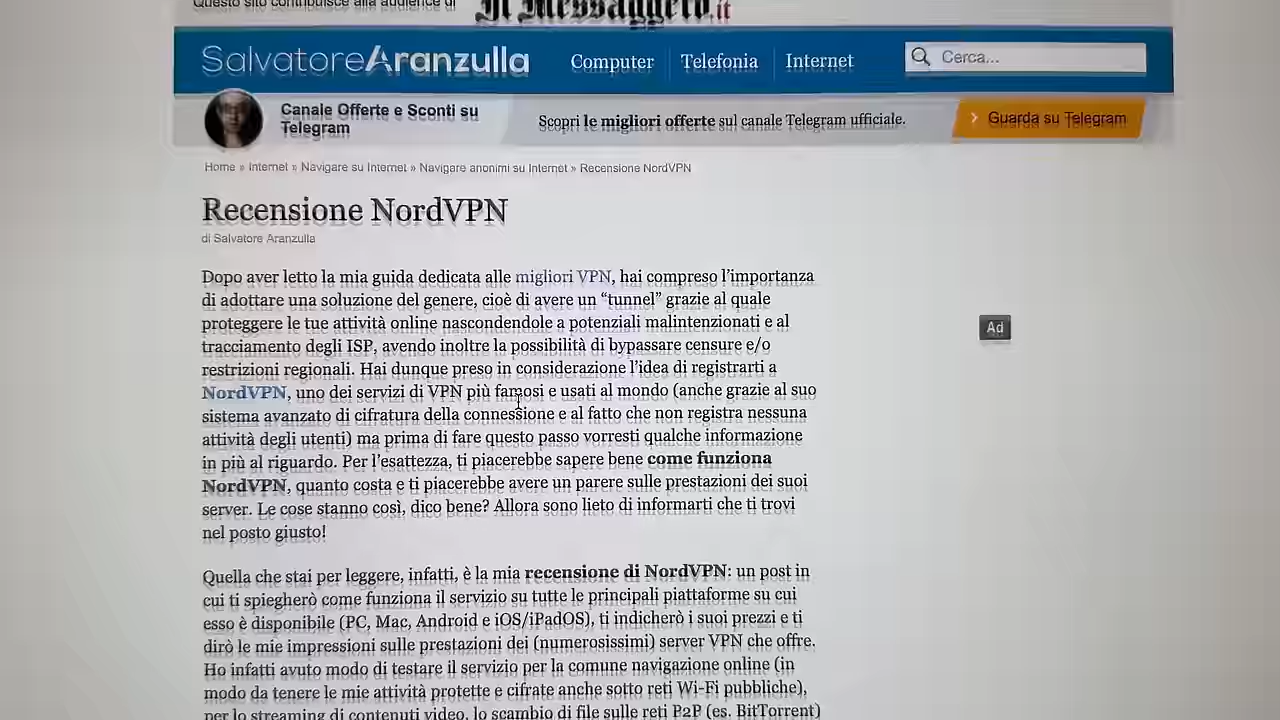 Questo sito contribuisce alla audience di
Il Messaggero.it
SalvatoreAranzulla
Computer
Telefonia
Internet
Cerca...
Canale Offerte e Sconti su
Telegram
Scopri le migliori offerte sul canale Telegram ufficiale.
Guarda su Telegram
Home » Internet » Navigare su Internet » Navigare anonimi su Internet » Recensione NordVPN
Recensione NordVPN
di Salvatore Aranzulla
Dopo aver letto la mia guida dedicata alle migliori VPN, hai compreso l'importanza
di adottare una soluzione del genere, cioè di avere un “tunnel” grazie al quale
proteggere le tue attività online nascondendole a potenziali malintenzionati e al
tracciamento degli ISP, avendo inoltre la possibilità di bypassare censure e/o
restrizioni regionali. Hai dunque preso in considerazione l'idea di registrarti a
NordVPN, uno dei servizi di VPN più famosi e usati al mondo (anche grazie al suo
sistema avanzato di cifratura della connessione e al fatto che non registra nessuna
attività degli utenti) ma prima di fare questo passo vorresti qualche informazione
in più al riguardo. Per l'esattezza, ti piacerebbe sapere bene come funziona
NordVPN, quanto costa e ti piacerebbe avere un parere sulle prestazioni dei suoi
server. Le cose stanno così, dico bene? Allora sono lieto di informarti che ti trovi
nel posto giusto!
Ad
Quella che stai per leggere, infatti, è la mia recensione di NordVPN: un post in
cui ti spiegherò come funziona il servizio su tutte le principali piattaforme su cui
esso è disponibile (PC, Mac, Android e iOS/iPadOS), ti indicherò i suoi prezzi e ti
dirò le mie impressioni sulle prestazioni dei (numerosissimi) server VPN che offre.
Ho infatti avuto modo di testare il servizio per la comune navigazione online (in
modo da tenere le mie attività protette e cifrate anche sotto reti Wi-Fi pubbliche),
per lo streaming di contenuti video, lo scambio di file sulle reti P2P (es. BitTorrent)